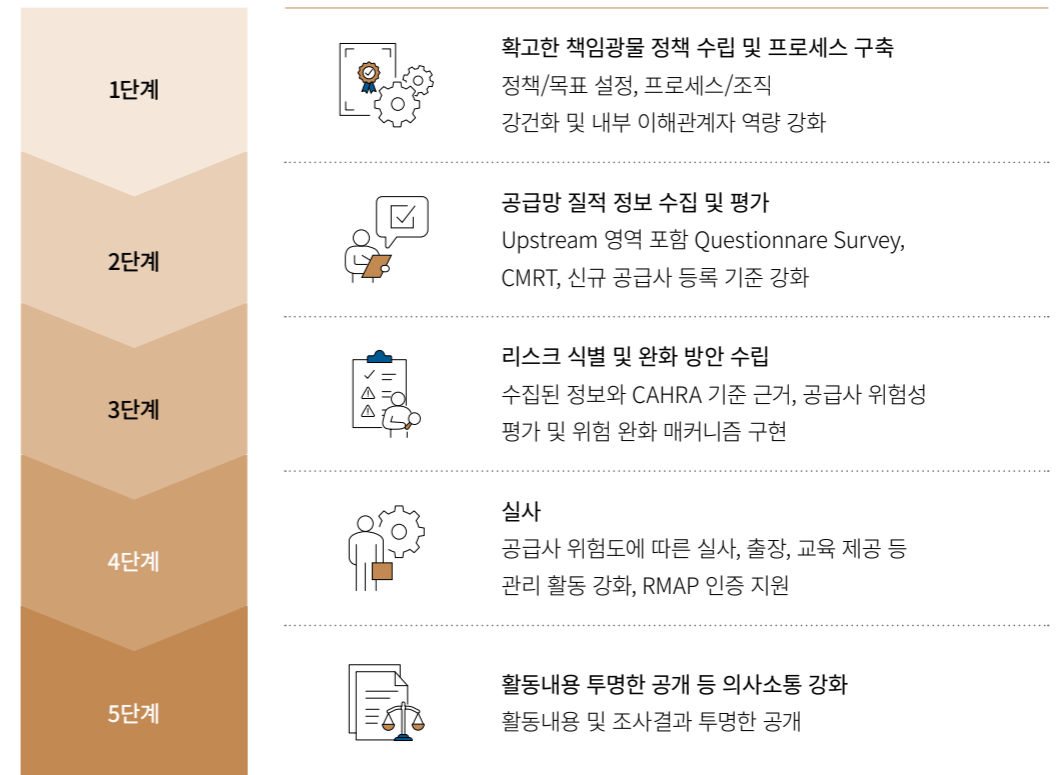 1단계
확고한 책임광물 정책 수립 및 프로세스 구축
정책/목표 설정, 프로세스/조직
강건화 및 내부 이해관계자 역량 강화
2단계
공급망 질적 정보 수집 및 평가
Upstream 영역 포함 Questionnare Survey,
CMRT, 신규 공급사 등록 기준 강화
3단계
리스크 식별 및 완화 방안 수립
수집된 정보와 CAHRA 기준 근거, 공급사 위험성
평가 및 위험 완화 매커니즘 구현
4단계
실사
공급사 위험도에 따른 실사, 출장, 교육 제공 등
관리 활동 강화, RMAP 인증 지원
5단계
활동내용 투명한 공개 등 의사소통 강화
활동내용 및 조사결과 투명한 공개